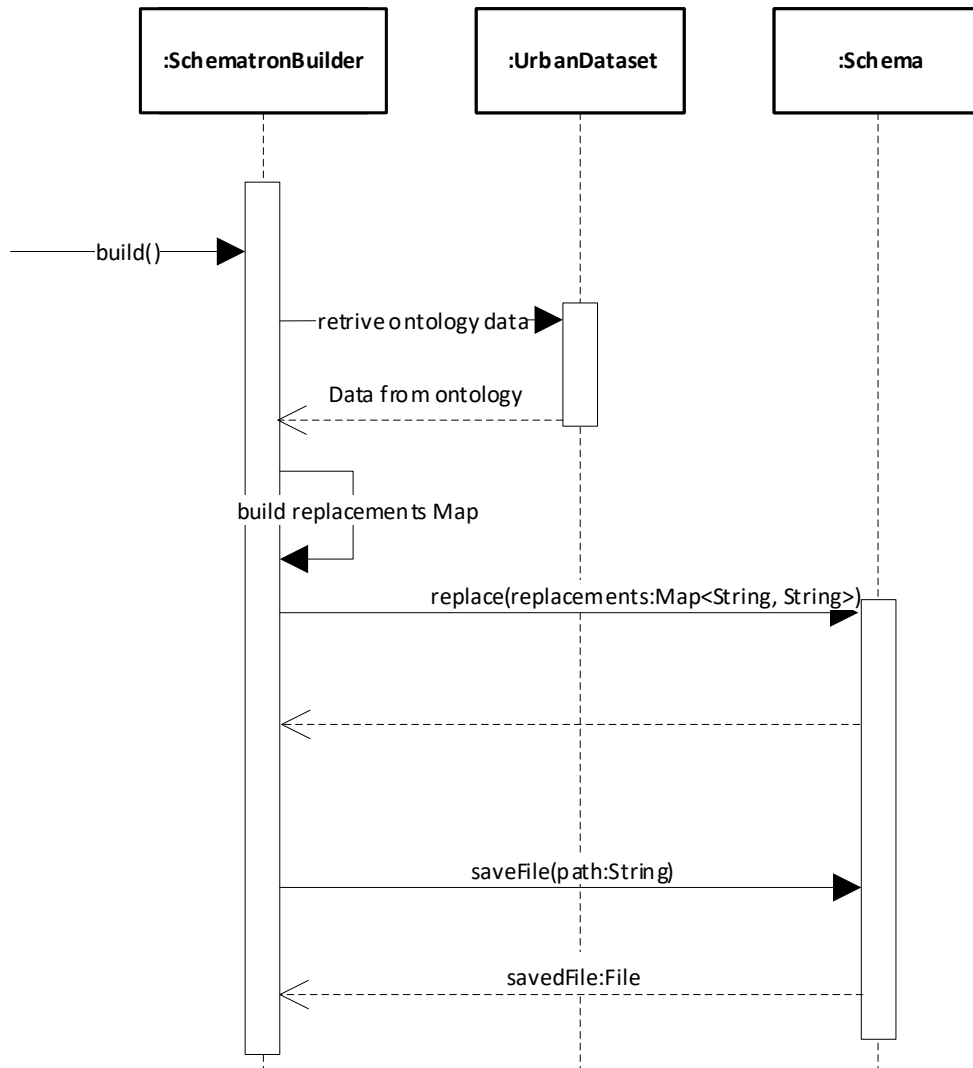 :SchematronBuilder
:UrbanDataset
:Schema
build()
retrive ontology data
Data from ontology
build replacements Map
replace(replacements:Map<String, String>)
saveFile(path:String)
savedFile:File